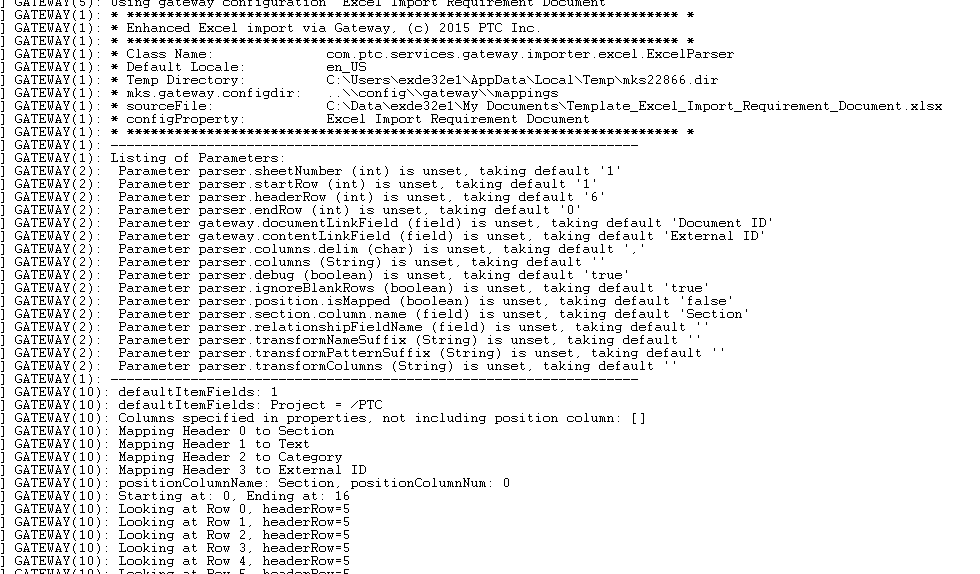 ] GATEWAY(5): Using gateway configuration 'Excel Import Requirement Document'
] GATEWAY(1): * ******************************************************************** *
] GATEWAY(1): * Enhanced Excel import via Gateway, (c) 2015 PTC Inc.
] GATEWAY(1): * ******************************************************************** *
] GATEWAY(1): * Class Name: com.ptc.services.gateway.importer.excel.ExcelParser
] GATEWAY(1): * Default Locale: en_US
] GATEWAY(1): * Temp Directory: C:\Users\exde32e1\AppData\Local\Temp\mks22866.dir
] GATEWAY(1): * mks.gateway.configdir: ..\\config\\gateway\\mappings
] GATEWAY(1): * sourceFile: C:\Data\exde32e1\My Documents\Template_Excel_Import_Requirement_Document.xlsx
] GATEWAY(1): * configProperty: Excel Import Requirement Document
] GATEWAY(1): * ******************************************************************** *
] GATEWAY(1): -----------------------------------------------------------------
] GATEWAY(1): Listing of Parameters:
] GATEWAY(2): Parameter parser.sheetNumber (int) is unset, taking default '1'
] GATEWAY(2): Parameter parser.startRow (int) is unset, taking default '1'
] GATEWAY(2): Parameter parser.headerRow (int) is unset, taking default '6'
] GATEWAY(2): Parameter parser.endRow (int) is unset, taking default '0'
] GATEWAY(2): Parameter gateway.documentLinkField (field) is unset, taking default 'Document ID'
] GATEWAY(2): Parameter gateway.contentLinkField (field) is unset, taking default 'External ID'
] GATEWAY(2): Parameter parser.columns.delim (char) is unset, taking default ','
] GATEWAY(2): Parameter parser.columns (String) is unset, taking default ''
] GATEWAY(2): Parameter parser.debug (boolean) is unset, taking default 'true'
] GATEWAY(2): Parameter parser.ignoreBlankRows (boolean) is unset, taking default 'true'
] GATEWAY(2): Parameter parser.position.isMapped (boolean) is unset, taking default 'false'
] GATEWAY(2): Parameter parser.section.column.name (field) is unset, taking default 'Section'
] GATEWAY(2): Parameter parser.relationshipFieldName (field) is unset, taking default ''
] GATEWAY(2): Parameter parser.transformNameSuffix (String) is unset, taking default ''
] GATEWAY(2): Parameter parser.transformPatternSuffix (String) is unset, taking default ''
] GATEWAY(2): Parameter parser.transformColumns (String) is unset, taking default ''
] GATEWAY(1): -----------------------------------------------------------------
] GATEWAY(10): defaultItemFields: 1
] GATEWAY(10): defaultItemFields: Project = /PTC
] GATEWAY(10): Columns specified in properties, not including position column: []
] GATEWAY(10): Mapping Header 0 to Section
] GATEWAY(10): Mapping Header 1 to Text
] GATEWAY(10): Mapping Header 2 to Category
] GATEWAY(10): Mapping Header 3 to External ID
] GATEWAY(10): positionColumnName: Section, positionColumnNum: 0
] GATEWAY(10): Starting at: 0, Ending at: 16
] GATEWAY(10): Looking at Row 0, headerRow=5
] GATEWAY(10): Looking at Row 1, headerRow=5
] GATEWAY(10): Looking at Row 2, headerRow=5
] GATEWAY(10): Looking at Row 3, headerRow=5
] GATEWAY(10): Looking at Row 4, headerRow=5
] GATEWAY(10): Looking at Row 5, headerRow=5